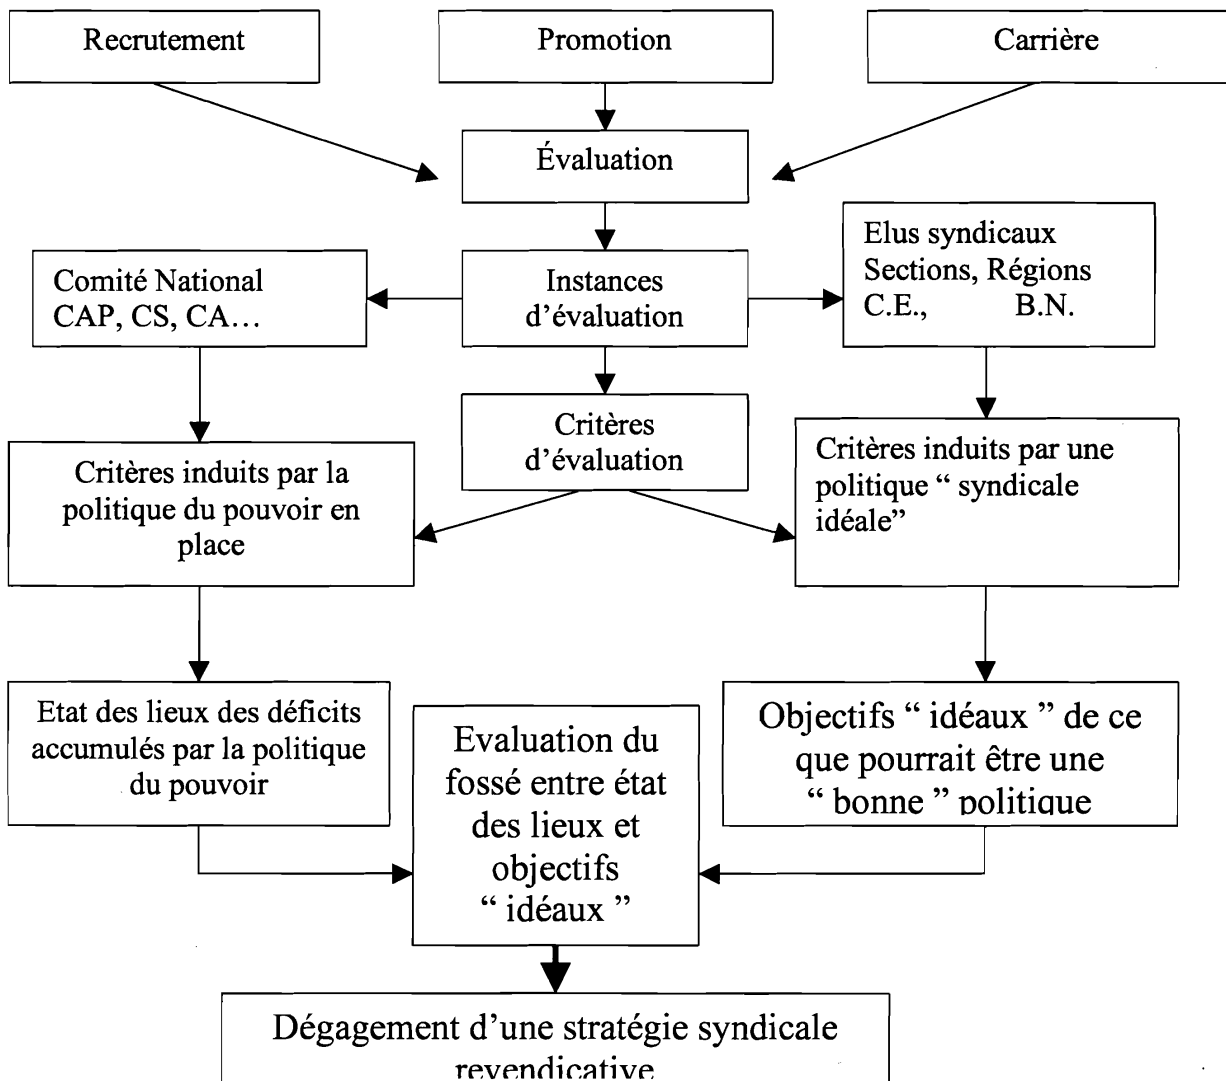 Recrutement
Promotion
Carrière
Évaluation
Comité National
CAP, CS, CA…
Instances
d’évaluation
Elus syndicaux
Sections, Régions
C.E., B.N.
Critères
d’évaluation
Critères induits par la
politique du pouvoir en
place
Critères induits par une
politique “ syndicale
idéale”
Etat des lieux des déficits
accumulés par la politique
du pouvoir
Evaluation du
fossé entre état
des lieux et
objectifs
“ idéaux ”
Objectifs “ idéaux ” de ce
que pourrait être une
“ bonne ” politique
Dégagement d’une stratégie syndicale
revendicative